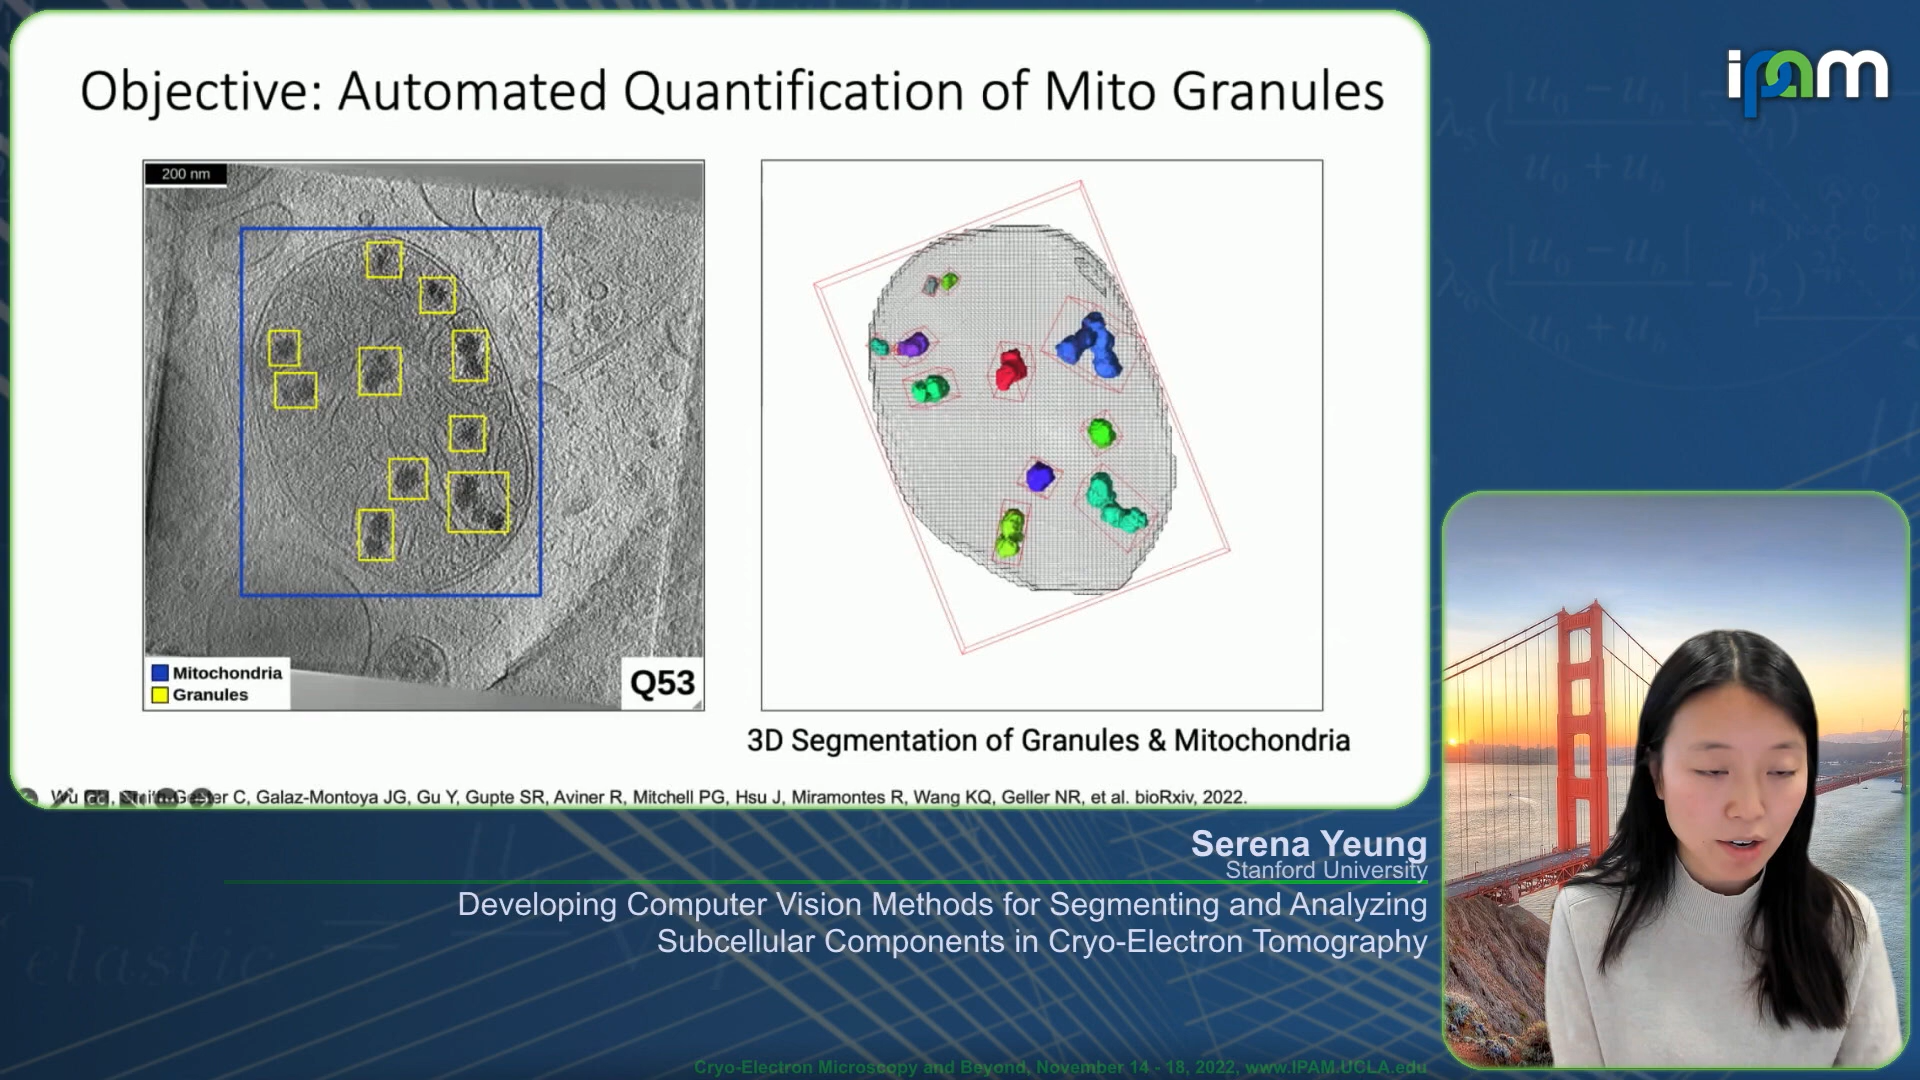 Objective: Automated Quantification of Mito Granules
200 nm
Mitochondria
Granules
Q53
3D Segmentation of Granules & Mitochondria
Wu C, Galaz-Montoya JG, Gu Y, Gupte SR, Aviner R, Mitchell PG, Hsu J, Miramontes R, Wang KQ, Geller NR, et al. bioRxiv, 2022.
ipam
Serena Yeung
Stanford University
Developing Computer Vision Methods for Segmenting and Analyzing
Subcellular Components in Cryo-Electron Tomography
elastic
Cryo-Electron Microscopy and Beyond, November 14 - 18, 2022, www.IPAM.UCLA.edu